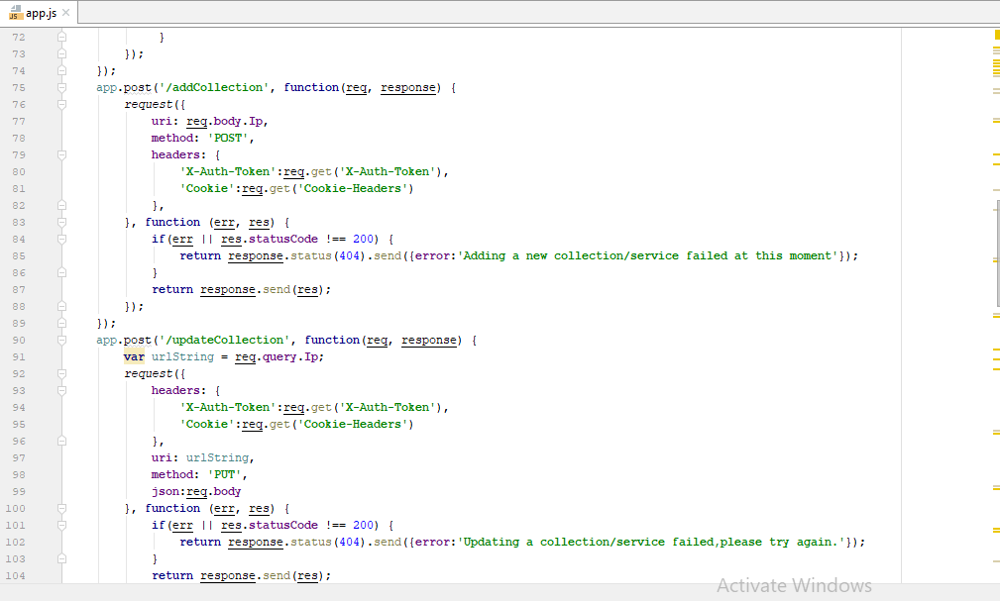 app.js
72 }
73 });
74 });
75 app.post('/addCollection', function(req, response) {
76 request({
77 uri: req.body.Ip,
78 method: 'POST',
79 headers: {
80 'X-Auth-Token':req.get('X-Auth-Token'),
81 'Cookie':req.get('Cookie-Headers')
82 },
83 }, function (err, res) {
84 if(err || res.statusCode !== 200) {
85 return response.status(404).send({error:'Adding a new collection/service failed at this moment'});
86 }
87 return response.send(res);
88 });
89 });
90 app.post('/updateCollection', function(req, response) {
91 var urlString = req.query.Ip;
92 request({
93 headers: {
94 'X-Auth-Token':req.get('X-Auth-Token'),
95 'Cookie':req.get('Cookie-Headers')
96 },
97 uri: urlString,
98 method: 'PUT',
99 json:req.body
100 }, function (err, res) {
101 if(err || res.statusCode !== 200) {
102 return response.status(404).send({error:'Updating a collection/service failed,please try again.'});
103 }
104 return response.send(res);
Activate Windows